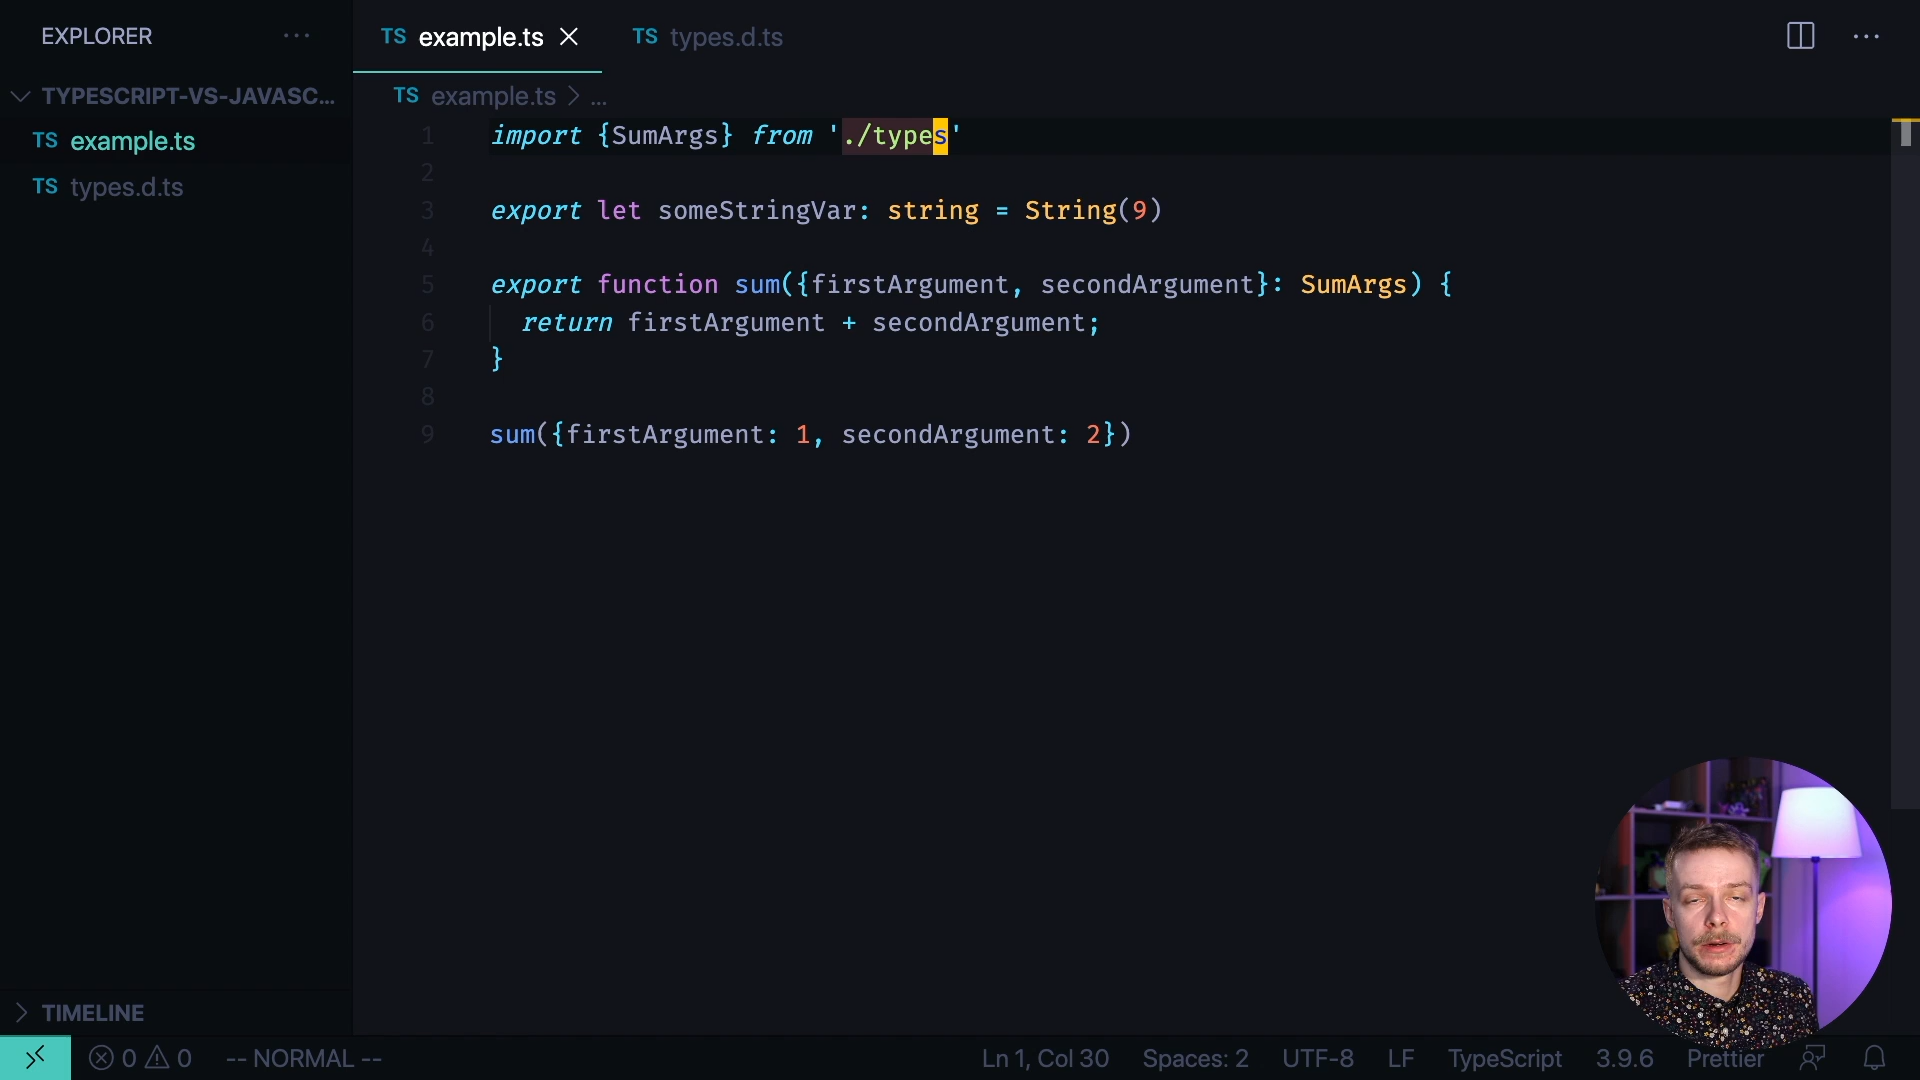 EXPLORER
TYPESCRIPT-VS-JAVASC...
TS example.ts
TS types.d.ts
TIMELINE
TS example.ts
TS types.d.ts
TS example.ts > ...
1 import {SumArgs} from './types'
2
3 export let someStringVar: string = String(9)
4
5 export function sum({firstArgument, secondArgument}: SumArgs) {
6 return firstArgument + secondArgument;
7 }
8
9 sum({firstArgument: 1, secondArgument: 2})
0 0 -- NORMAL -- Ln 1, Col 30 Spaces: 2 UTF-8 LF TypeScript 3.9.6 Prettier